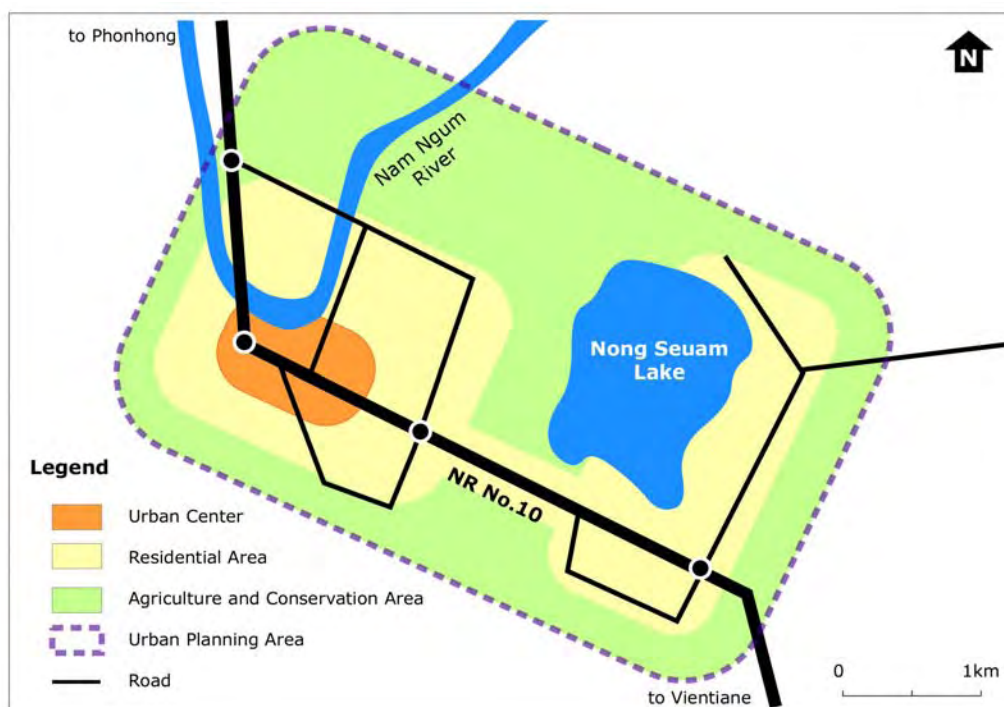 to Phonhong
N
Nam Ngum
River
Nong Seuam
Lake
NR No.10
Legend
Urban Center
Residential Area
Agriculture and Conservation Area
Urban Planning Area
Road
0 1km
to Vientiane